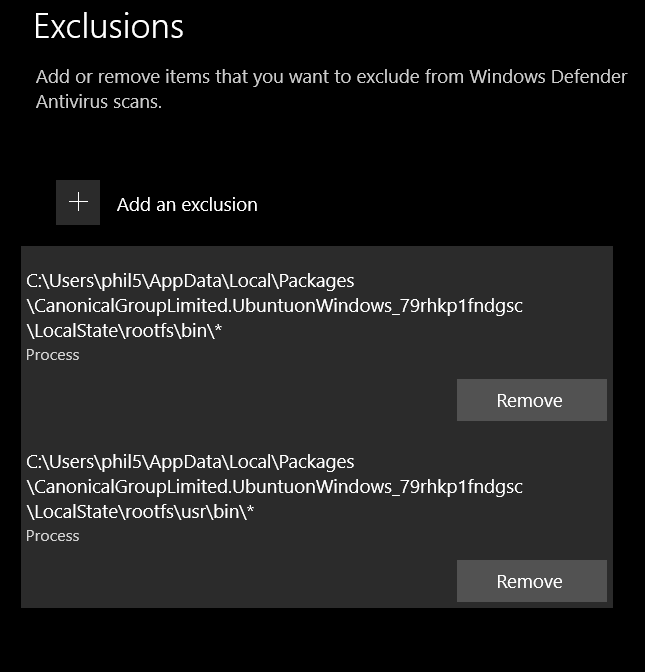 Exclusions
Add or remove items that you want to exclude from Windows Defender
Antivirus scans.
Add an exclusion
C:\Users\phil5\AppData\Local\Packages
\CanonicalGroupLimited.UbuntuonWindows_79rhkp1fndgsc
\LocalState\rootfs\bin\*
Process
Remove
C:\Users\phil5\AppData\Local\Packages
\CanonicalGroupLimited.UbuntuonWindows_79rhkp1fndgsc
\LocalState\rootfs\usr\bin\*
Process
Remove